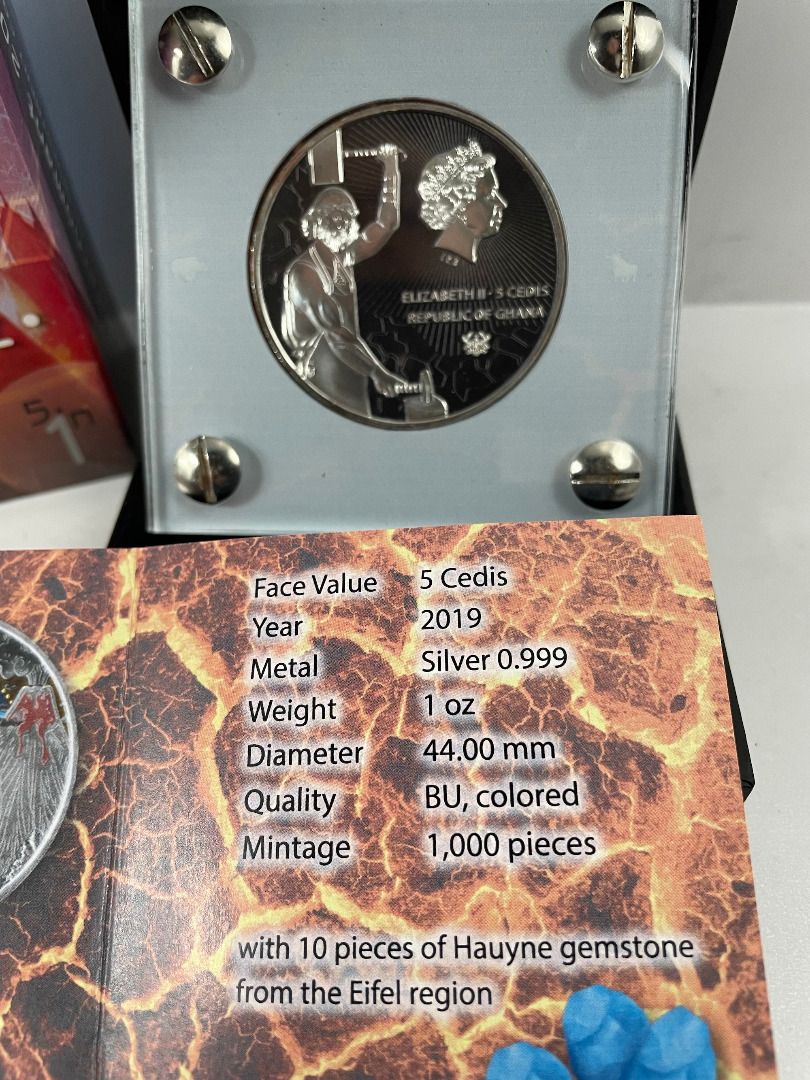 ELIZABETH II • 5 CEDIS
REPUBLIC OF GHANA
Face Value 5 Cedis
Year 2019
Metal Silver 0.999
Weight 1 oz
Diameter 44.00 mm
Quality BU, colored
Mintage 1,000 pieces
with 10 pieces of Hauyne gemstone
from the Eifel region